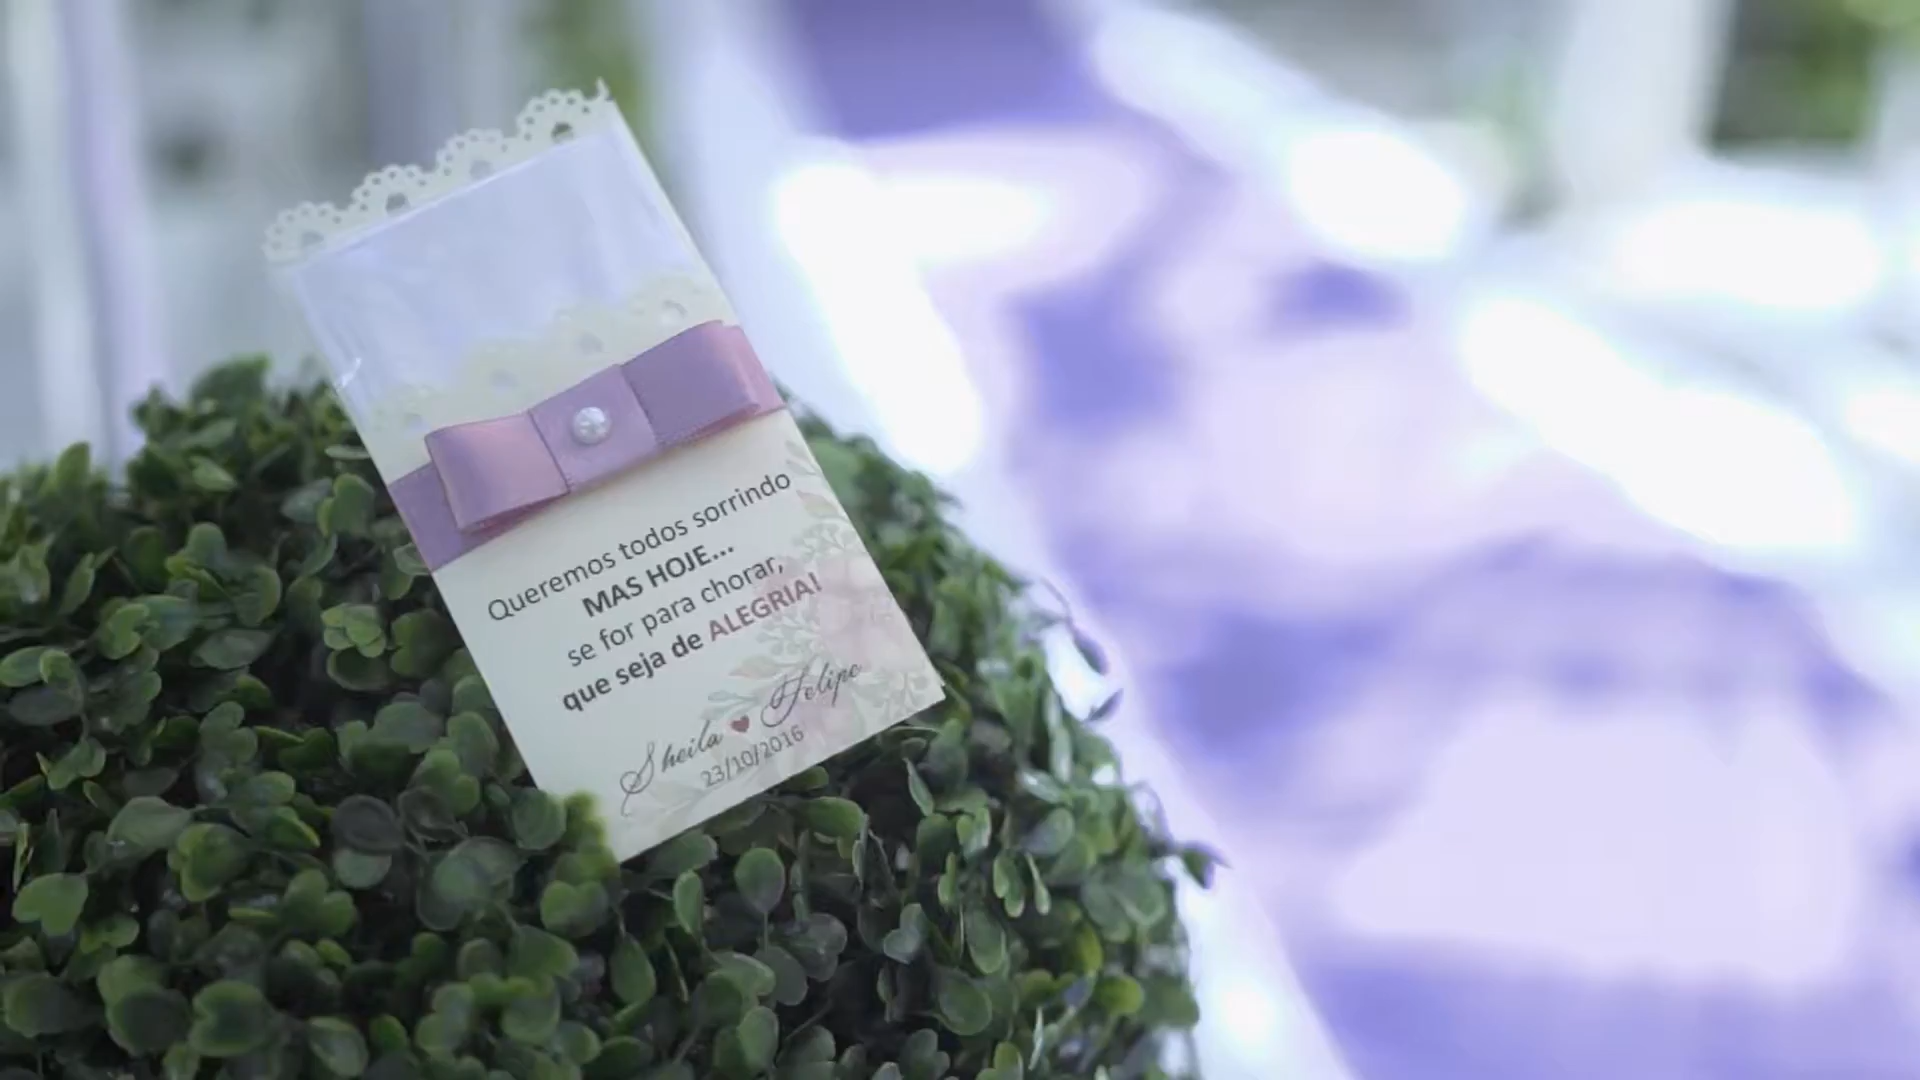 Queremos todos sorrindo
MAS HOJE...
se for para chorar,
que seja de ALEGRIA!
Sheila Felipe
23/10/2016